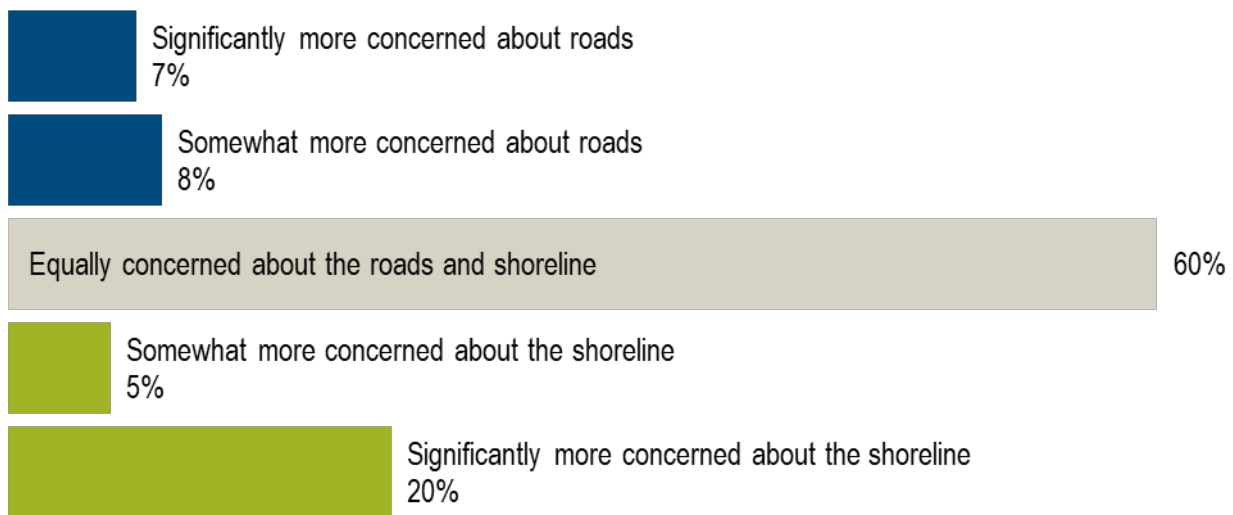 Significantly more concerned about roads
7%
Somewhat more concerned about roads
8%
Equally concerned about the roads and shoreline
60%
Somewhat more concerned about the shoreline
5%
Significantly more concerned about the shoreline
20%